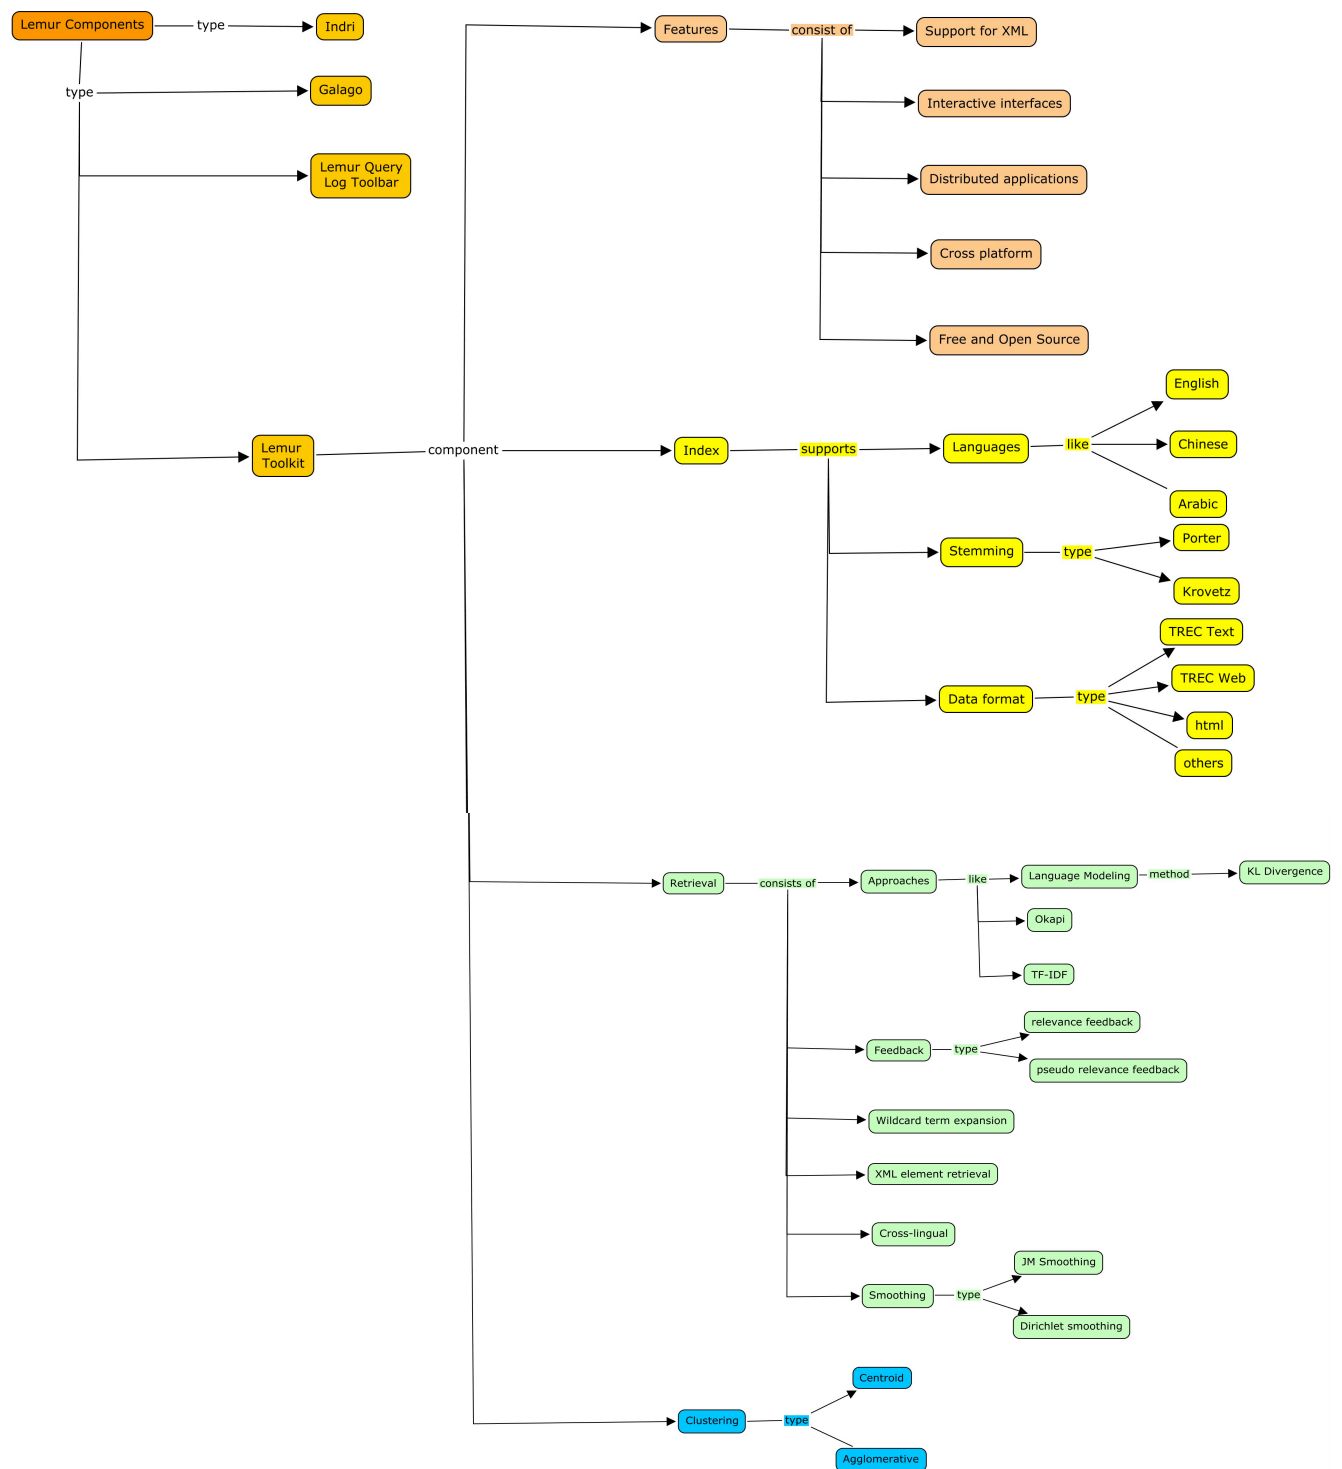 Lemur Components
type
Indri
type
Galago
Lemur Query
Log Toolbar
Lemur
Toolkit
component
Features
consist of
Support for XML
Interactive interfaces
Distributed applications
Cross platform
Free and Open Source
Index
supports
Languages
like
English
Chinese
Arabic
Stemming
type
Porter
Krovetz
Data format
type
TREC Text
TREC Web
html
others
Retrieval
consists of
Approaches
like
Language Modeling
method
KL Divergence
Okapi
TF-IDF
Feedback
type
relevance feedback
pseudo relevance feedback
Wildcard term expansion
XML element retrieval
Cross-lingual
Smoothing
type
JM Smoothing
Dirichlet smoothing
Clustering
type
Centroid
Agglomerative